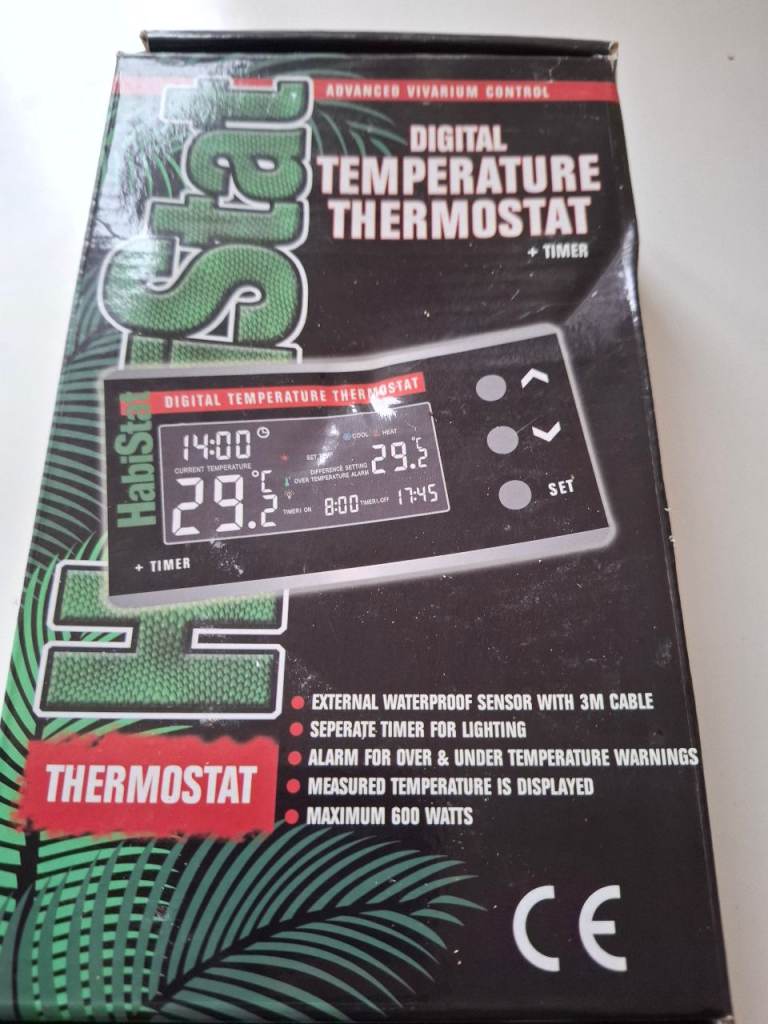 ADVANCED VIVARIUM CONTROL
HabiStat
DIGITAL
TEMPERATURE
THERMOSTAT
+ TIMER
HabiStat
DIGITAL TEMPERATURE THERMOSTAT
14:00
COOL HEAT
CURRENT TEMPERATURE
29.2 °C
DIFFERENCE SETTING
OVER TEMPERATURE ALARM
29.2 °C
TIMER1 ON 8:00 TIMER1 OFF 17:45
SET
+ TIMER
EXTERNAL WATERPROOF SENSOR WITH 3M CABLE
SEPERATE TIMER FOR LIGHTING
ALARM FOR OVER & UNDER TEMPERATURE WARNINGS
MEASURED TEMPERATURE IS DISPLAYED
MAXIMUM 600 WATTS
THERMOSTAT
CE